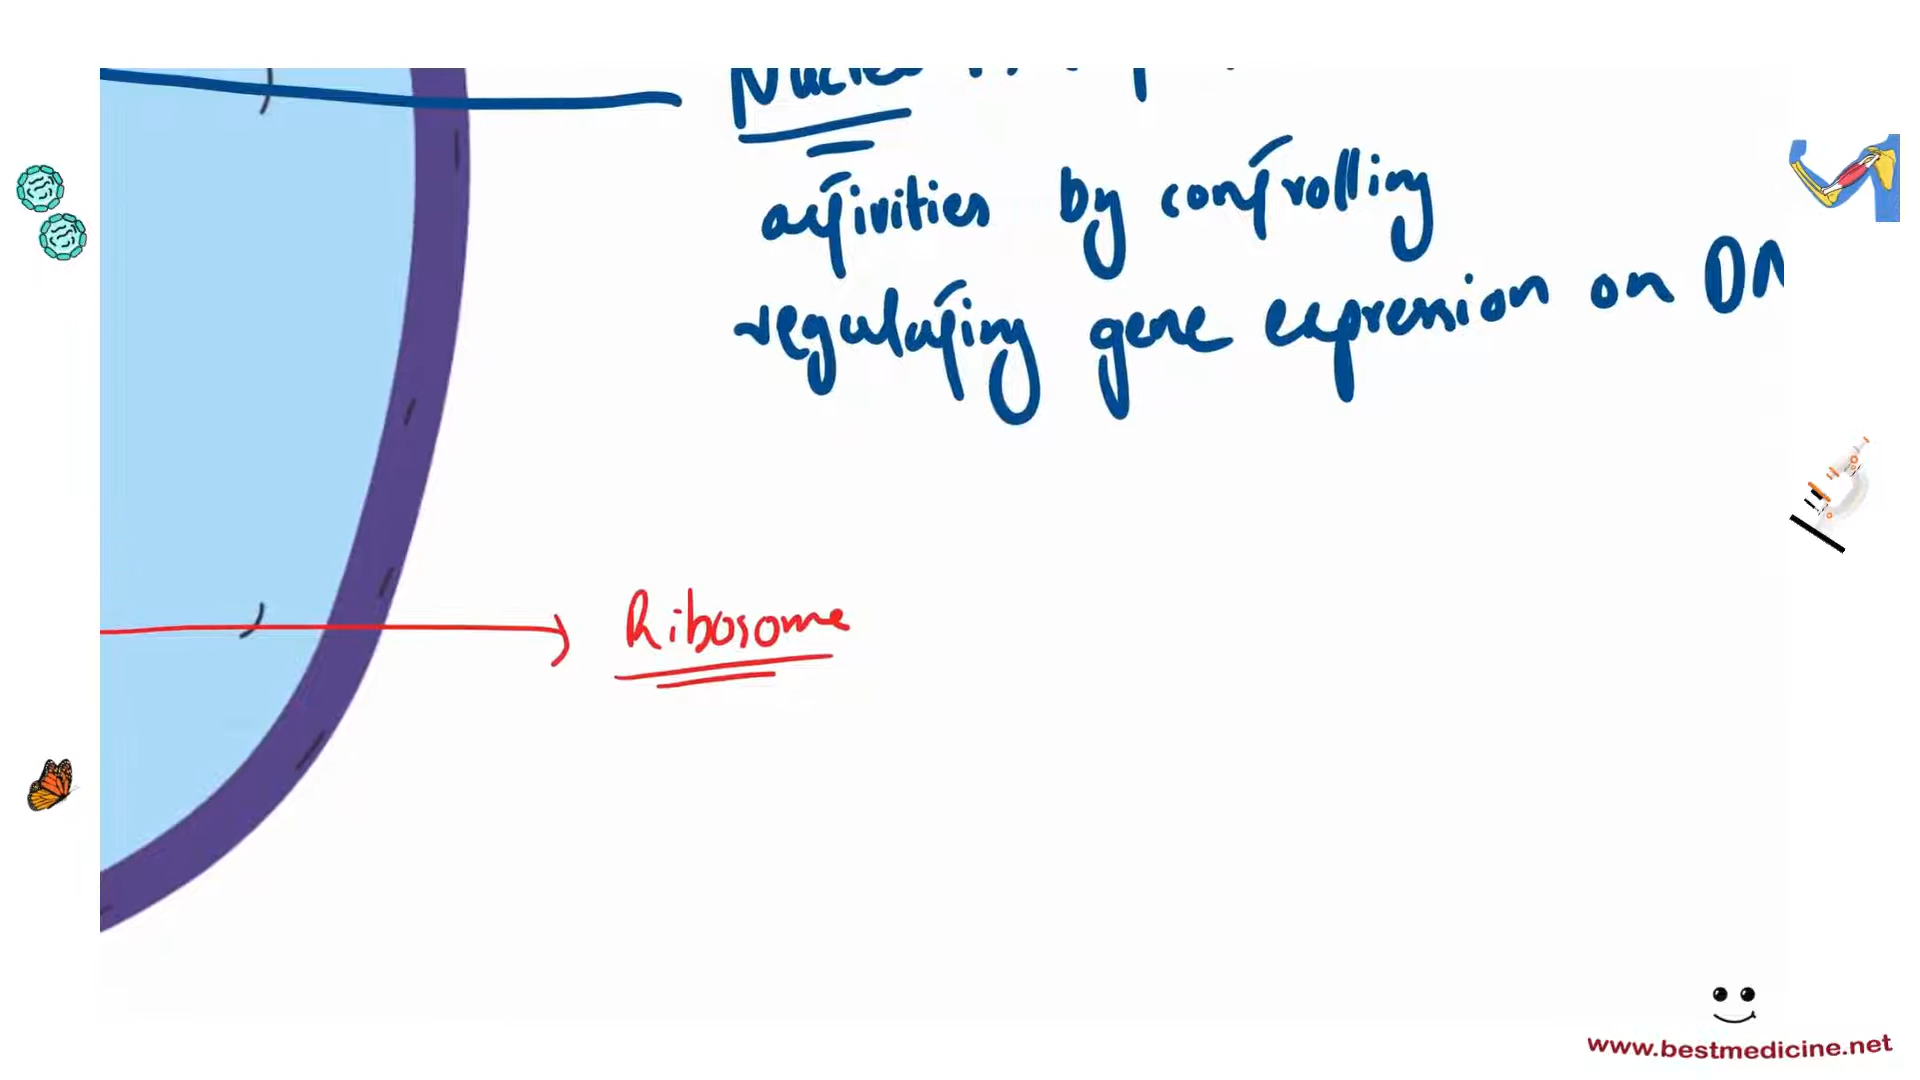 activities by controlling
regulating gene expression on
Ribosome
www.bestmedicine.net